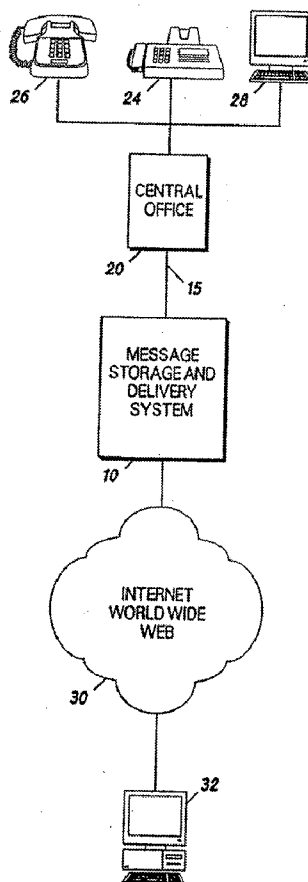 26
24
28
CENTRAL
OFFICE
20
15
MESSAGE
STORAGE AND
DELIVERY
SYSTEM
10
INTERNET
WORLD WIDE
WEB
30
32